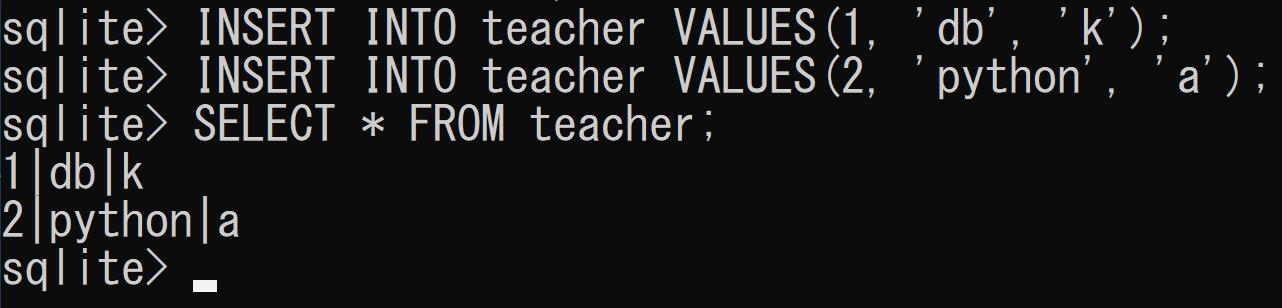 sqlite> INSERT INTO teacher VALUES(1, 'db', 'k');
sqlite> INSERT INTO teacher VALUES(2, 'python', 'a');
sqlite> SELECT * FROM teacher;
1|db|k
2|python|a
sqlite>